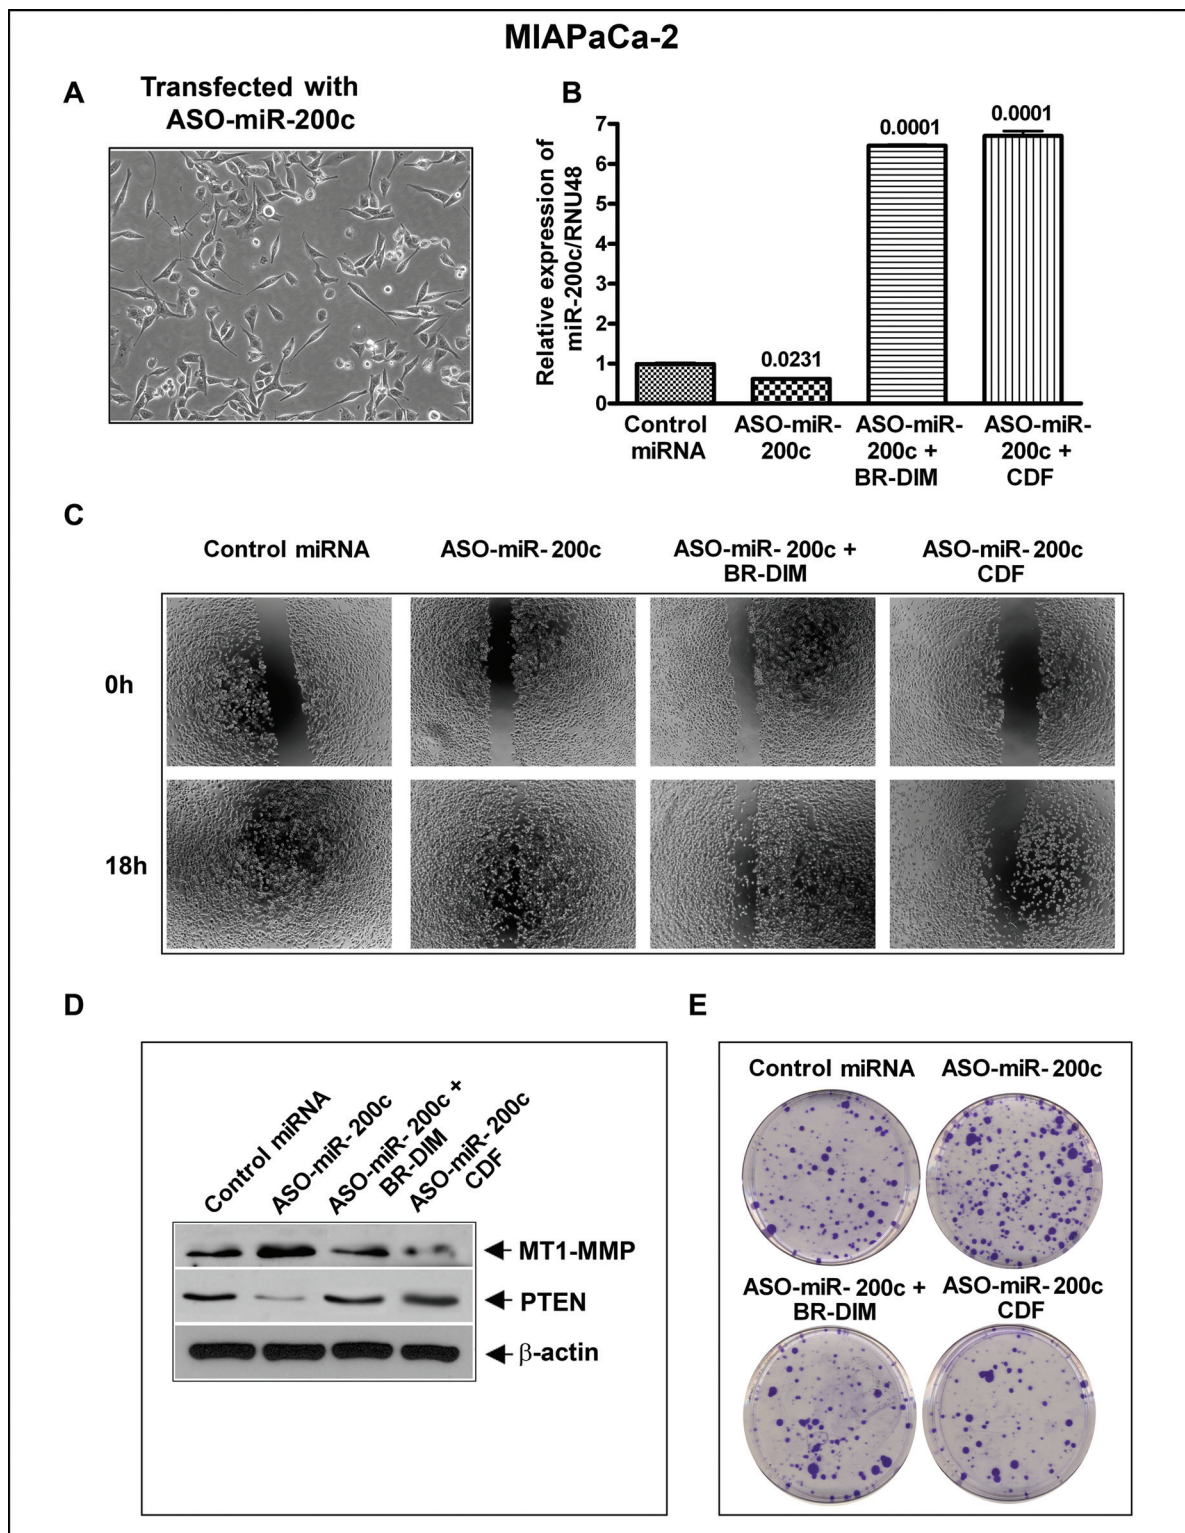 MIAPaCa-2
A
Transfected with
ASO-miR-200c
B
Relative expression of
miR-200c/RNU48
7
6
5
4
3
2
1
0
0.0231
0.0001
0.0001
Control
miRNA
ASO-miR-
200c
ASO-miR-
200c +
BR-DIM
ASO-miR-
200c +
CDF
C
Control miRNA
ASO-miR- 200c
ASO-miR- 200c +
BR-DIM
ASO-miR- 200c
CDF
0h
18h
D
Control miRNA
ASO-miR- 200c
ASO-miR- 200c +
BR-DIM
ASO-miR- 200c
CDF
MT1-MMP
PTEN
β-actin
E
Control miRNA
ASO-miR- 200c
ASO-miR- 200c +
BR-DIM
ASO-miR- 200c
CDF